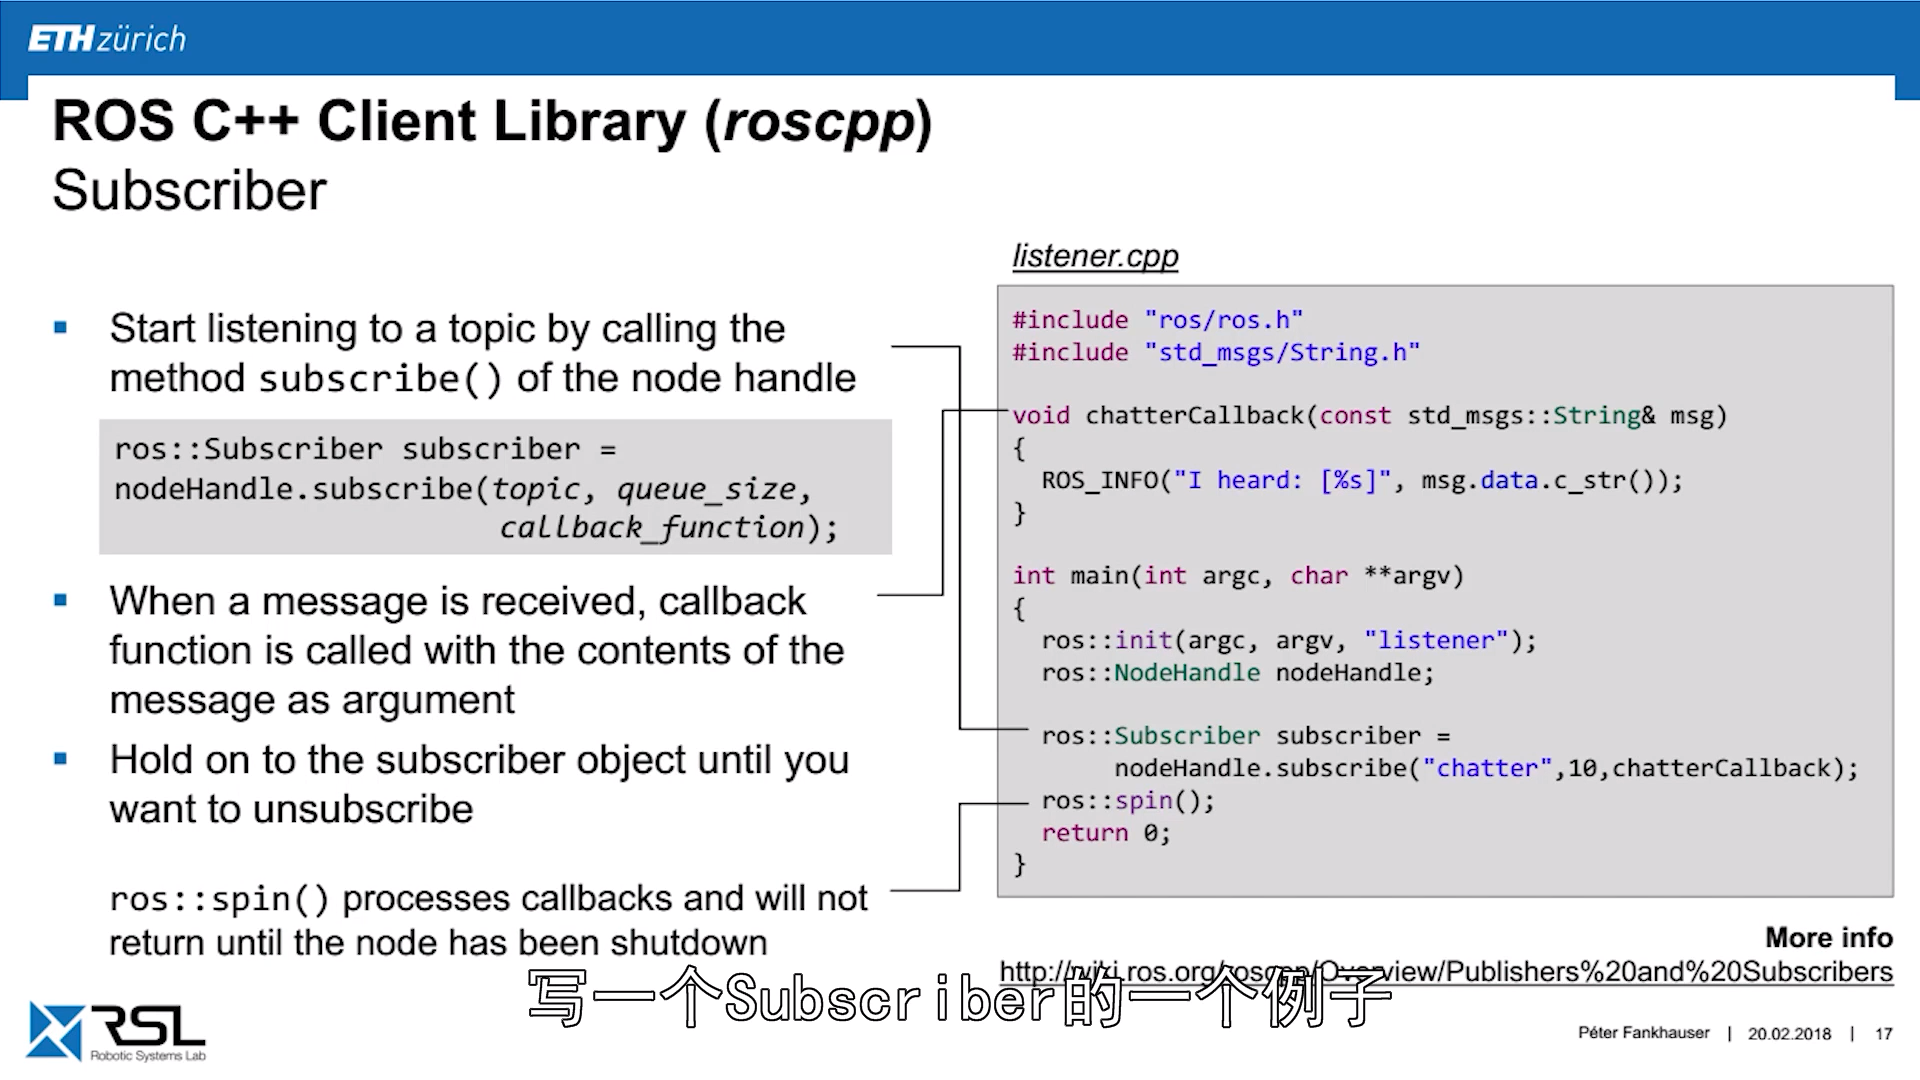 ETH zürich
ROS C++ Client Library (roscpp)
Subscriber
Start listening to a topic by calling the
method subscribe() of the node handle
ros::Subscriber subscriber =
nodeHandle.subscribe(topic, queue_size,
callback_function);
When a message is received, callback
function is called with the contents of the
message as argument
Hold on to the subscriber object until you
want to unsubscribe
ros::spin() processes callbacks and will not
return until the node has been shutdown
listener.cpp
#include "ros/ros.h"
#include "std_msgs/String.h"
void chatterCallback(const std_msgs::String& msg)
{
ROS_INFO("I heard: [%s]", msg.data.c_str());
}
int main(int argc, char **argv)
{
ros::init(argc, argv, "listener");
ros::NodeHandle nodeHandle;
ros::Subscriber subscriber =
nodeHandle.subscribe("chatter",10,chatterCallback);
ros::spin();
return 0;
}
More info
http://wiki.ros.org/roscpp/Overview/Publishers%20and%20Subscribers
写一个Subscriber的一个例子
RSL
Robotic Systems Lab
Péter Fankhauser | 20.02.2018 | 17